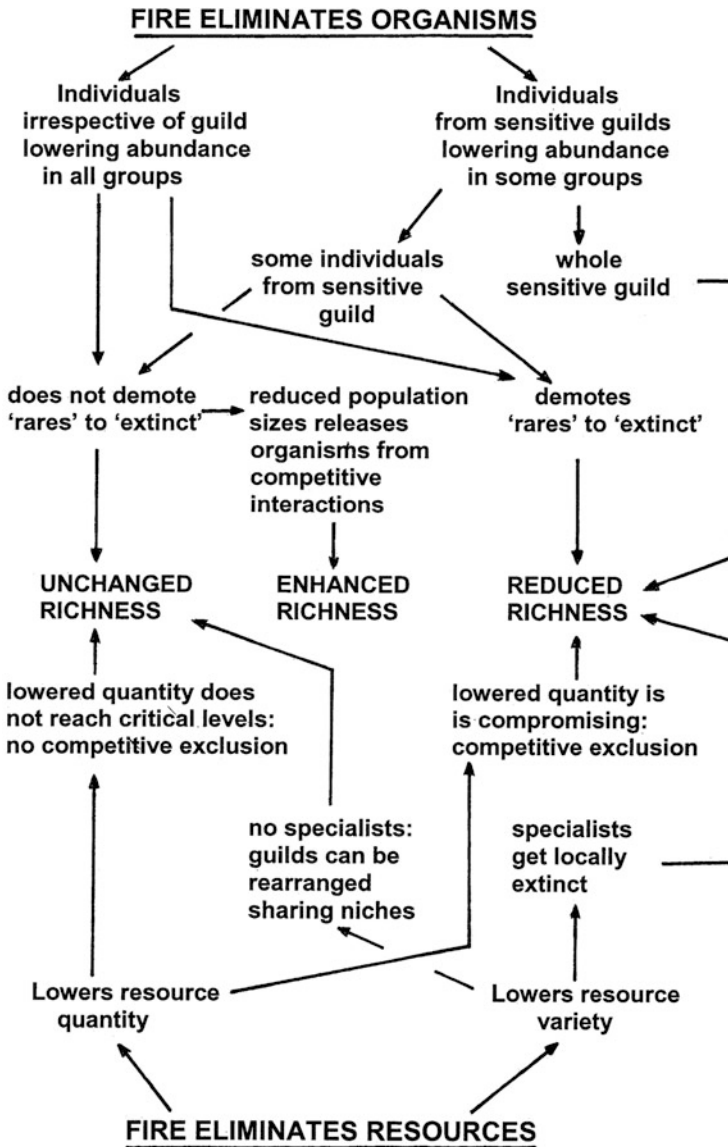 FIRE ELIMINATES ORGANISMS
Individuals
irrespective of guild
lowering abundance
in all groups
Individuals
from sensitive guilds
lowering abundance
in some groups
some individuals
from sensitive
guild
whole
sensitive guild
does not demote
‘rares’ to ‘extinct’
reduced population
sizes releases
organisms from
competitive
interactions
demotes
‘rares’ to ‘extinct’
UNCHANGED
RICHNESS
ENHANCED
RICHNESS
REDUCED
RICHNESS
lowered quantity does
not reach critical levels:
no competitive exclusion
lowered quantity is
is compromising:
competitive exclusion
no specialists:
guilds can be
rearranged
sharing niches
specialists
get locally
extinct
Lowers resource
quantity
Lowers resource
variety
FIRE ELIMINATES RESOURCES